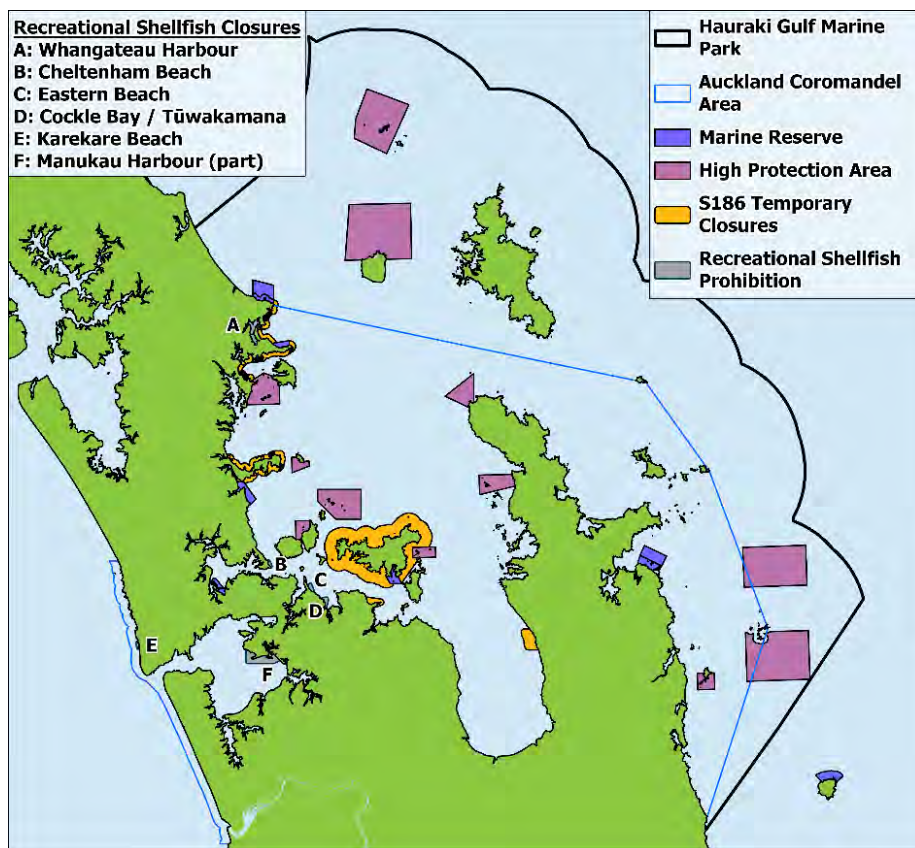 Recreational Shellfish Closures
A: Whangateau Harbour
B: Cheltenham Beach
C: Eastern Beach
D: Cockle Bay / Tūwakamana
E: Karekare Beach
F: Manukau Harbour (part)
Hauraki Gulf Marine
Park
Auckland Coromandel
Area
Marine Reserve
High Protection Area
S186 Temporary
Closures
Recreational Shellfish
Prohibition
A
B
C
D
E
F